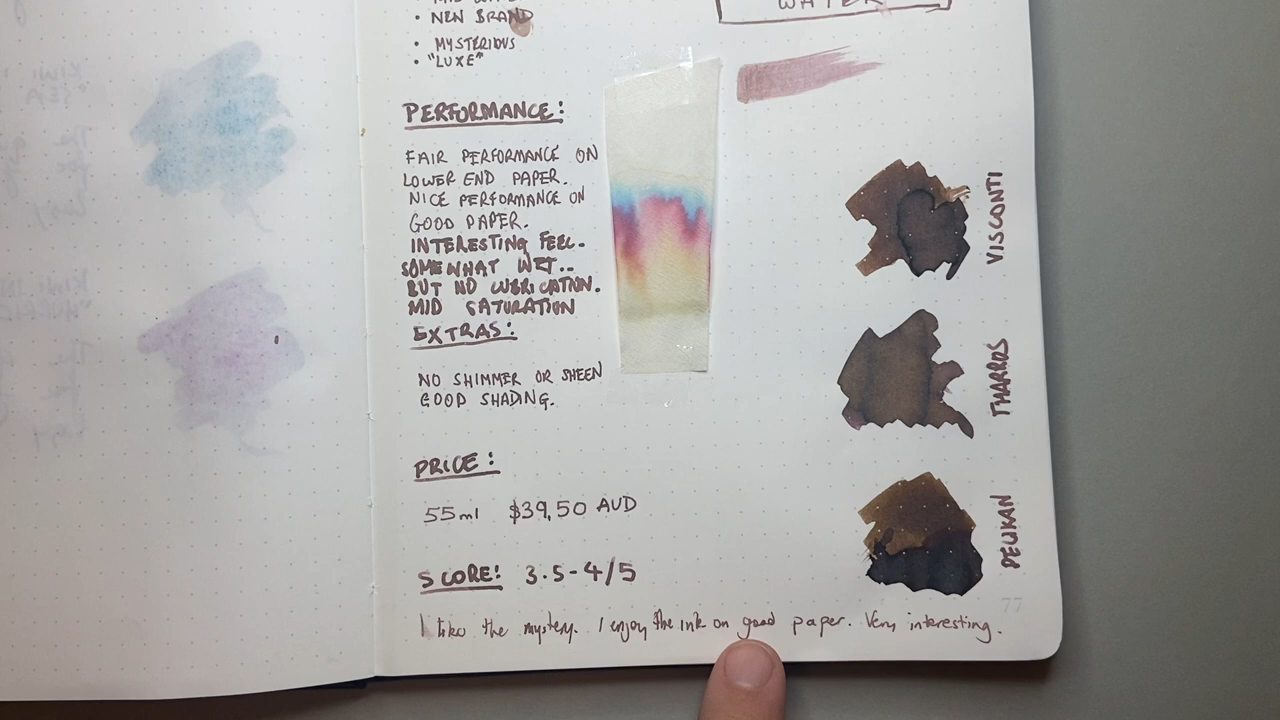 • NEW BRAND
• MYSTERIOUS
• "LUXE"
WATER
PERFORMANCE:
FAIR PERFORMANCE ON
LOWER END PAPER.
NICE PERFORMANCE ON
GOOD PAPER.
INTERESTING FEEL.
SOMEWHAT WET..
BUT NO LUBRICATION.
MID SATURATION
EXTRAS:
NO SHIMMER OR SHEEN
GOOD SHADING.
PRICE:
55ml $39,50 AUD
SCORE: 3.5-4/5
I like the mystery. I enjoy the ink on good paper. Very interesting.
VISCONTI
THARROS
PELIKAN
77